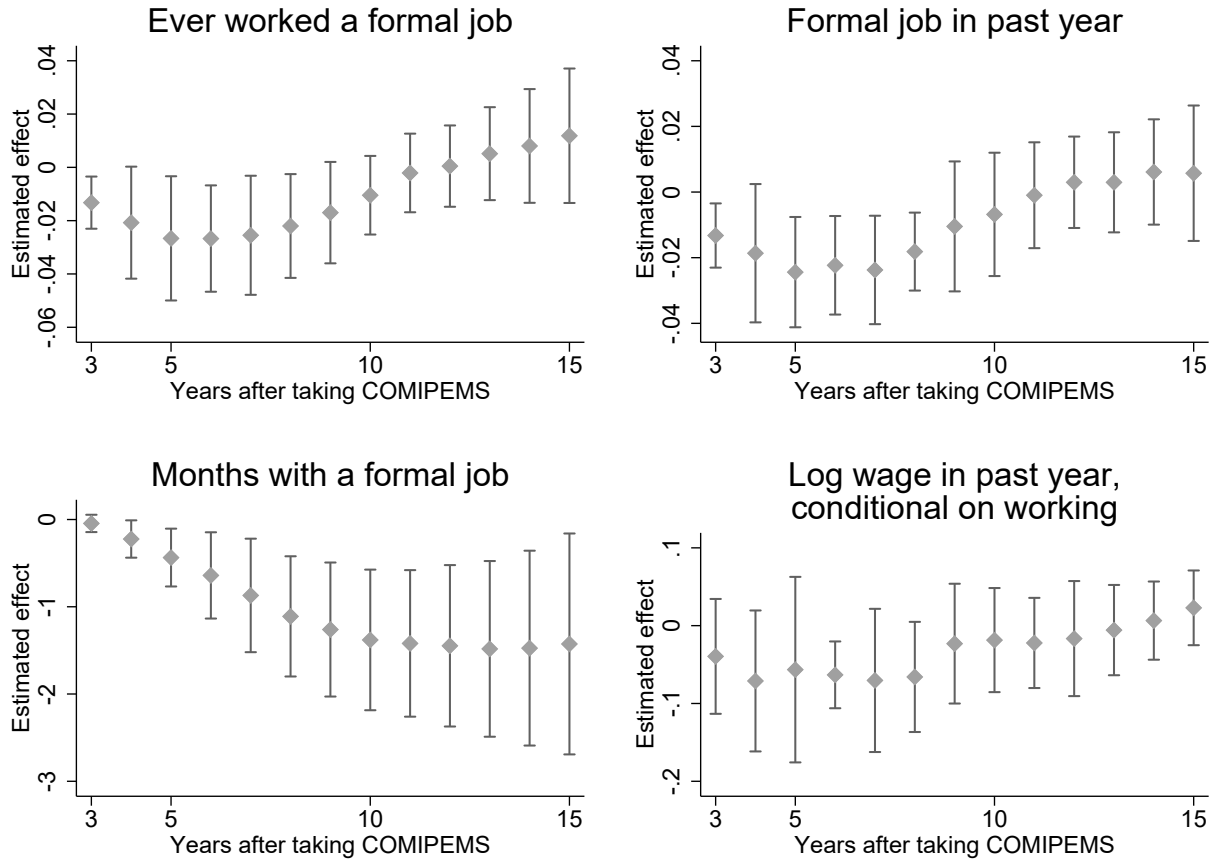 Ever worked a formal job
Estimated effect
.04
.02
0
-.02
-.04
-.06
3 5 10 15
Years after taking COMIPEMS
Formal job in past year
Estimated effect
.04
.02
0
-.02
-.04
3 5 10 15
Years after taking COMIPEMS
Months with a formal job
Estimated effect
0
-1
-2
-3
3 5 10 15
Years after taking COMIPEMS
Log wage in past year,
conditional on working
Estimated effect
.1
0
-.1
-.2
3 5 10 15
Years after taking COMIPEMS